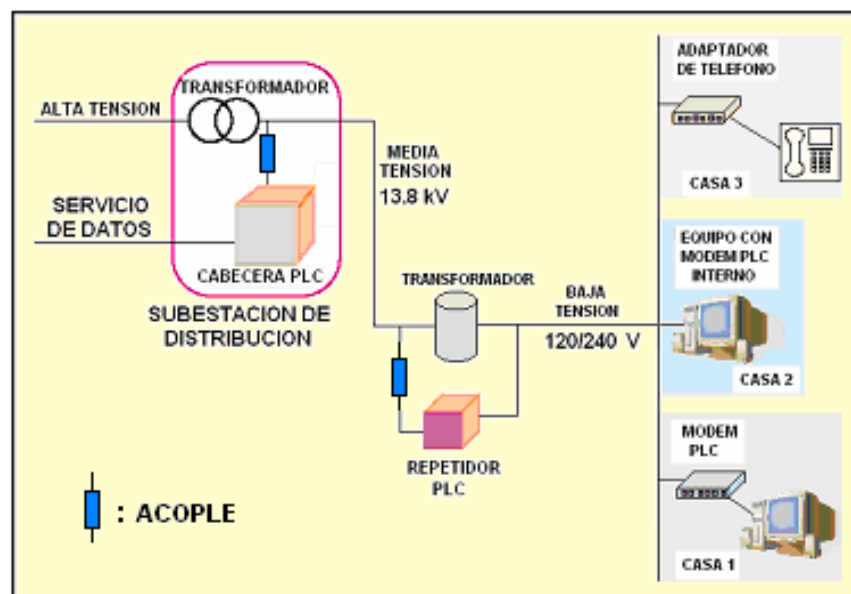 TRANSFORMADOR
ALTA TENSION
SERVICIO
DE DATOS
CABECERA PLC
SUBESTACION DE
DISTRIBUCION
MEDIA
TENSION
13.8 kV
TRANSFORMADOR
BAJA
TENSION
120/240 V
REPETIDOR
PLC
: ACOPLE
ADAPTADOR
DE TELEFONO
CASA 3
EQUIPO CON
MODEM PLC
INTERNO
CASA 2
MODEM
PLC
CASA 1